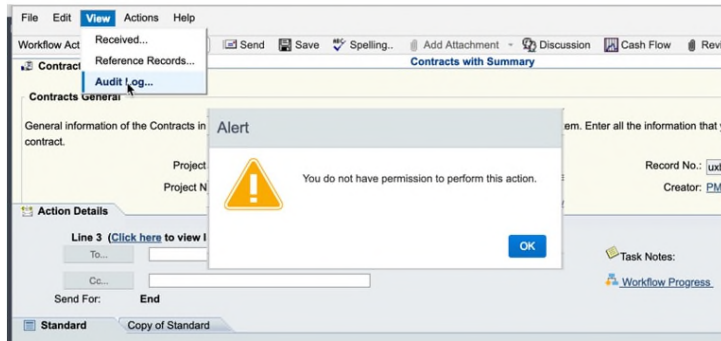 File Edit View Actions Help
Workflow Act
Received...
Reference Records...
Audit Log...
Send Save Spelling.. Add Attachment Discussion Cash Flow
Contracts with Summary
Contract
Contracts General
General information of the Contracts in
em. Enter all the information that
contract.
Alert
You do not have permission to perform this action.
OK
Project
Record No.:
Project N
Creator: PM
Action Details
Line 3 (Click here to view l
To...
Task Notes:
Cc...
Workflow Progress
Send For: End
Standard Copy of Standard